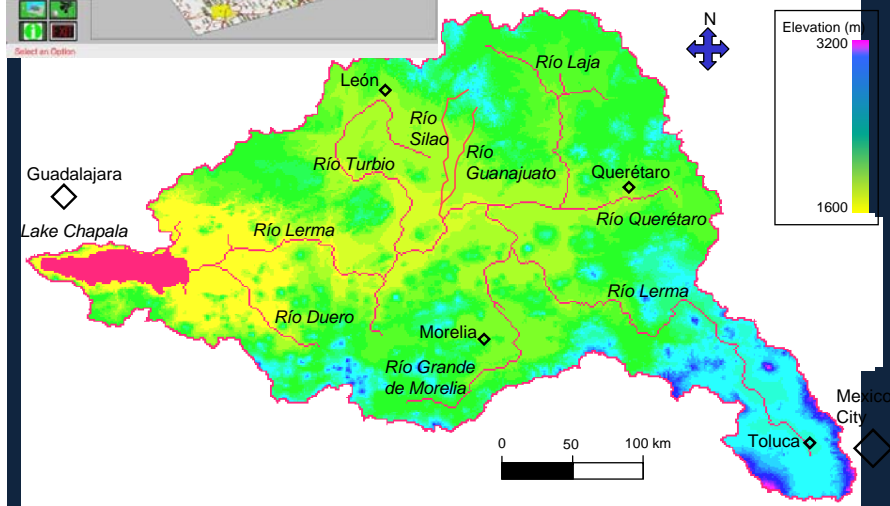 EXIT
Select an Option
N
Elevation (m)
3200
1600
Río Laja
León
Río
Silao
Río Turbio
Río
Guanajuato
Querétaro
Guadalajara
Lake Chapala
Río Lerma
Río Querétaro
Río Lerma
Río Duero
Morelia
Río Grande
de Morelia
Mexico
City
Toluca
0 50 100 km